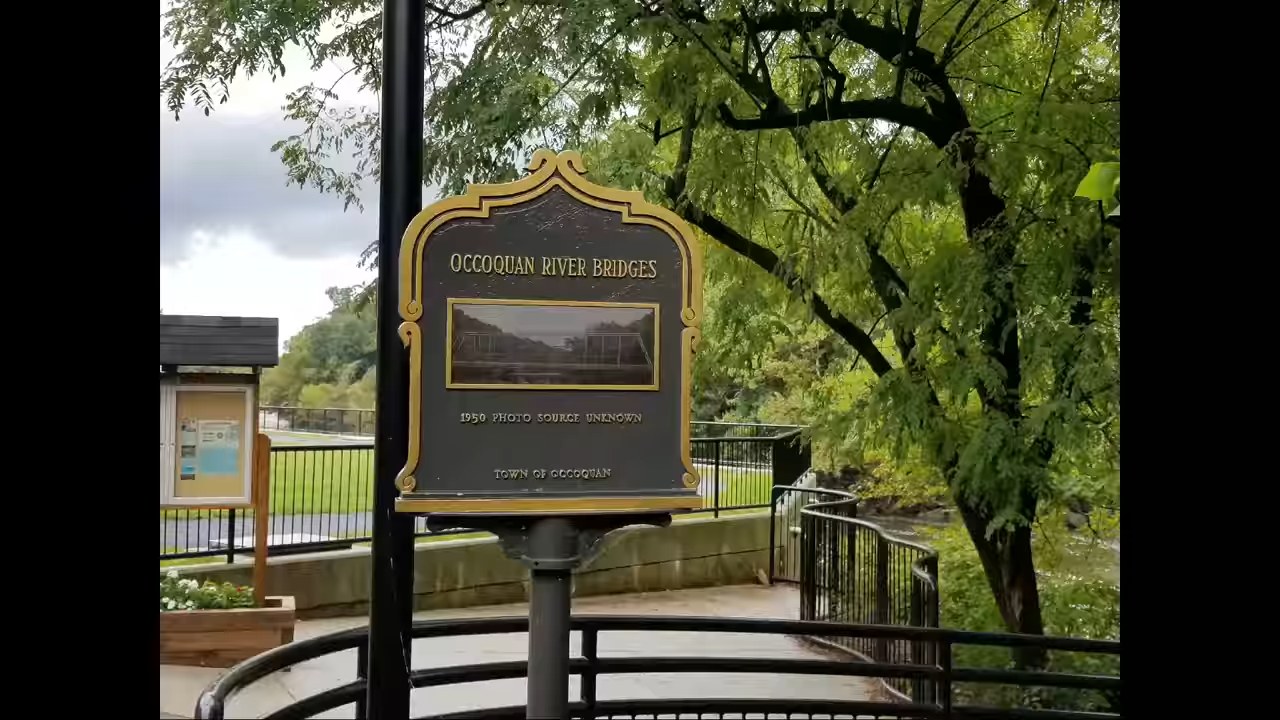 OCCOQUAN RIVER BRIDGES
1950 PHOTO SOURCE UNKNOWN
TOWN OF OCCOQUAN